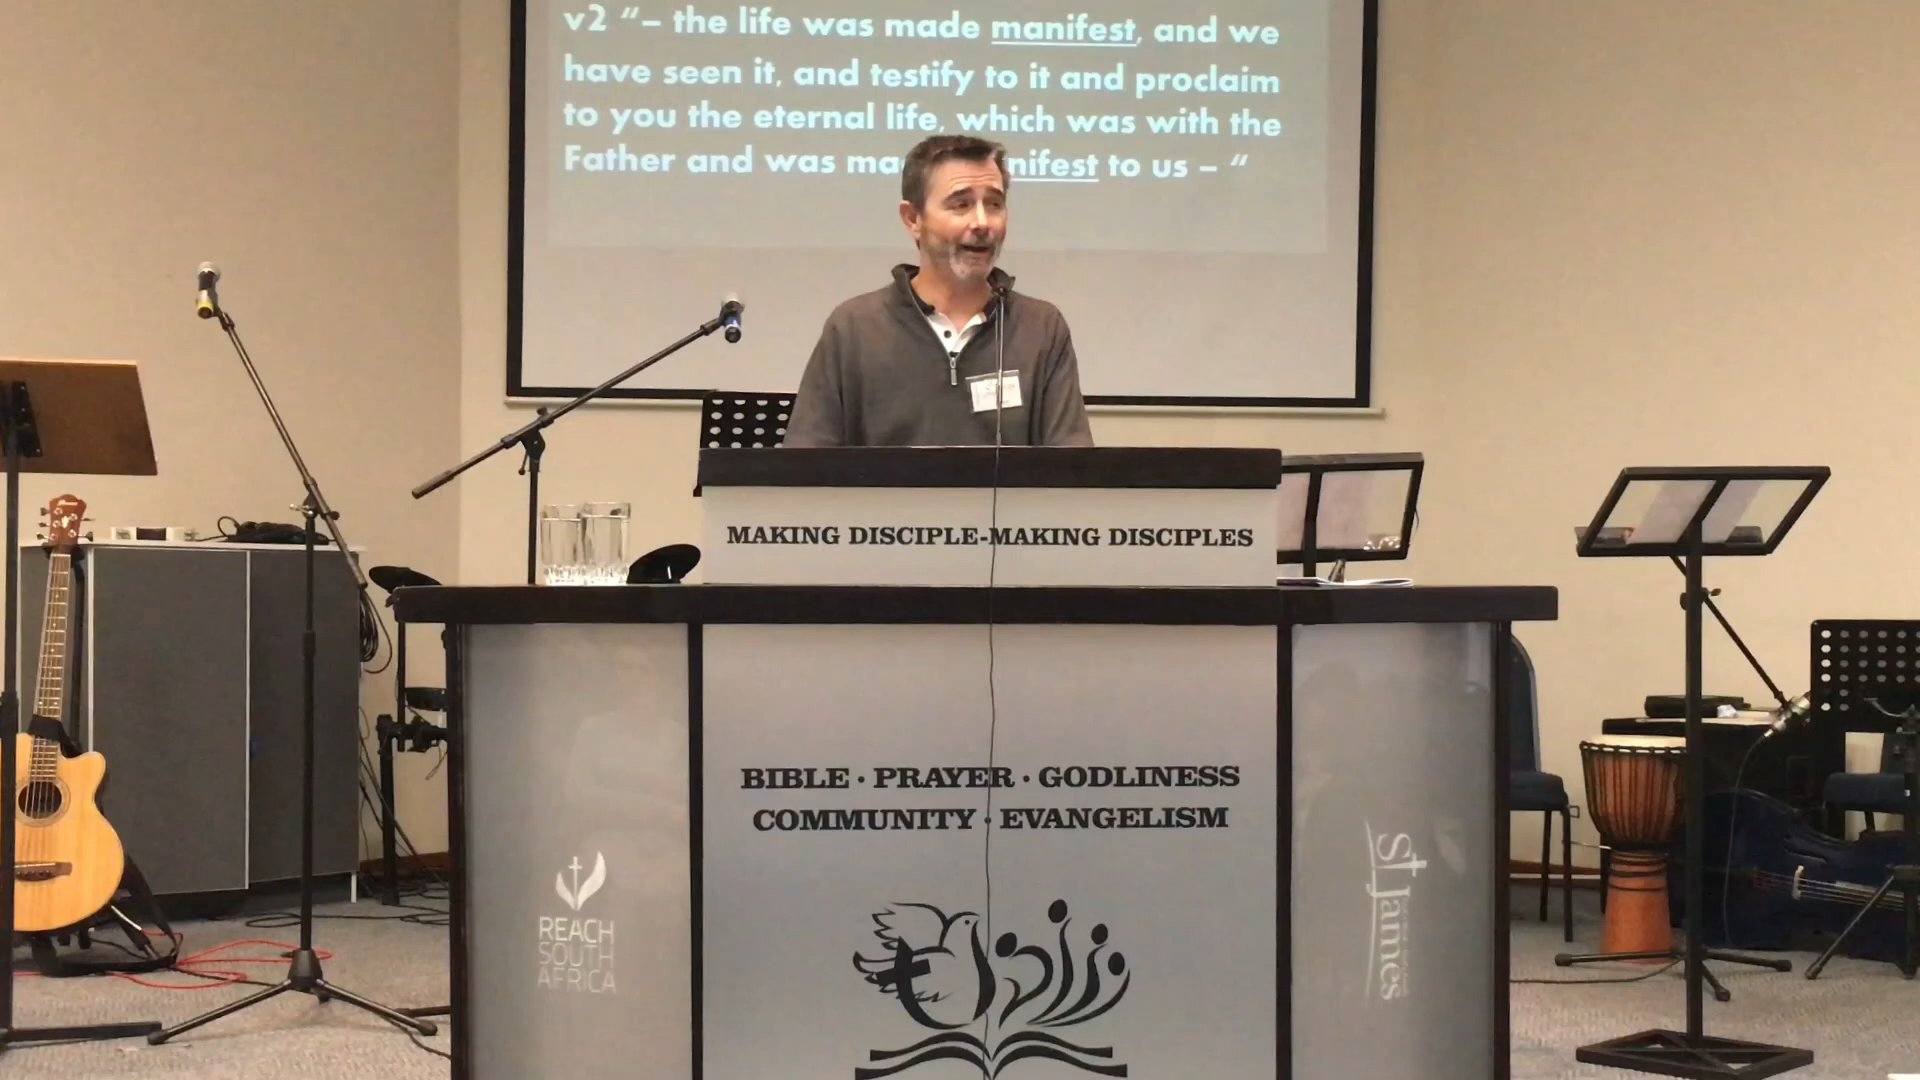 v2 “– the life was made manifest, and we
have seen it, and testify to it and proclaim
to you the eternal life, which was with the
Father and was ma nifest to us – “
MAKING DISCIPLE-MAKING DISCIPLES
BIBLE · PRAYER · GODLINESS
COMMUNITY · EVANGELISM
REACH
SOUTH
AFRICA
St James